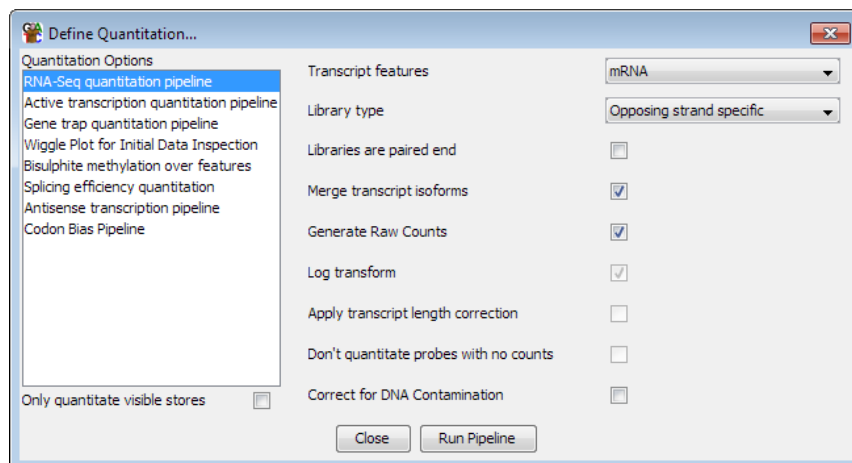 Define Quantitation...
Quantitation Options
RNA-Seq quantitation pipeline
Active transcription quantitation pipeline
Gene trap quantitation pipeline
Wiggle Plot for Initial Data Inspection
Bisulphite methylation over features
Splicing efficiency quantitation
Antisense transcription pipeline
Codon Bias Pipeline
Only quantitate visible stores
Transcript features mRNA
Library type Opposing strand specific
Libraries are paired end
Merge transcript isoforms
Generate Raw Counts
Log transform
Apply transcript length correction
Don't quantitate probes with no counts
Correct for DNA Contamination
Close Run Pipeline